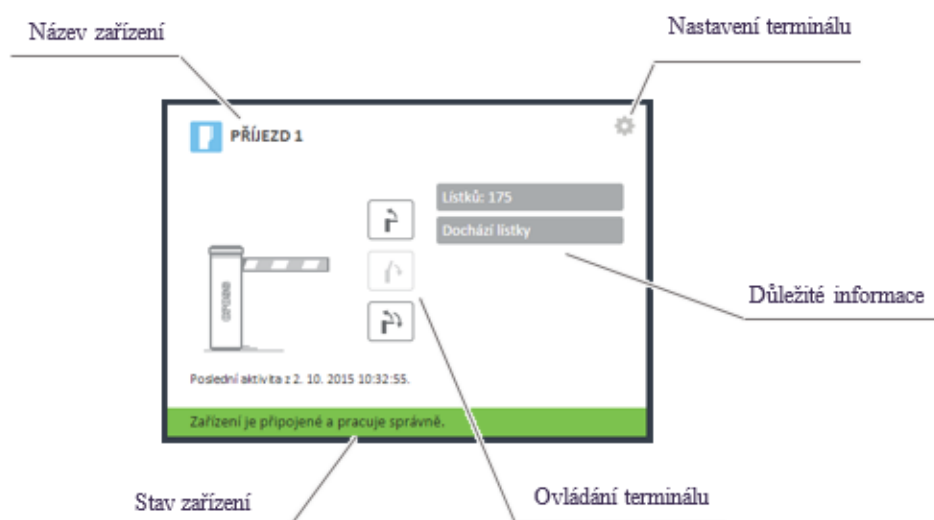 Název zařízení
Nastavení terminálu
PŘÍJEZD 1
Lístků: 175
Dochází lístky
Důležité informace
Poslední aktivita z 2. 10. 2015 10:32:55.
Zařízení je připojené a pracuje správně.
Stav zařízení
Ovládání terminálu